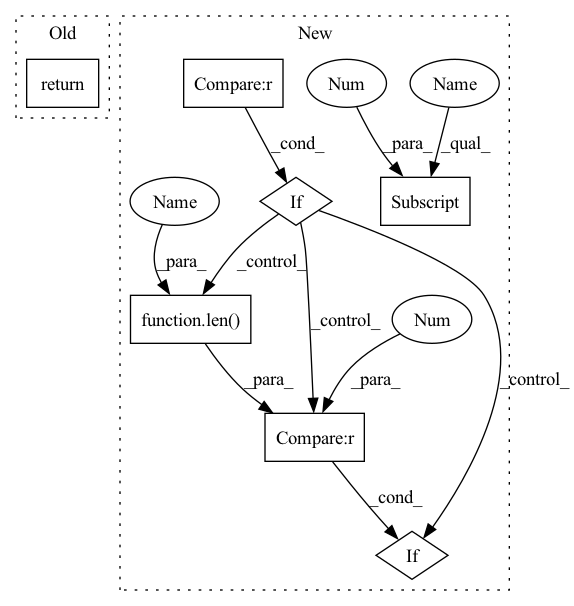 Old
New
return
Compare:r
Num
Name
_cond_
_para_
_qual_
Name
If
Subscript
_para_
_control_
function.len()
_control_
Num
_control_
_para_
_para_
Compare:r
_cond_
If